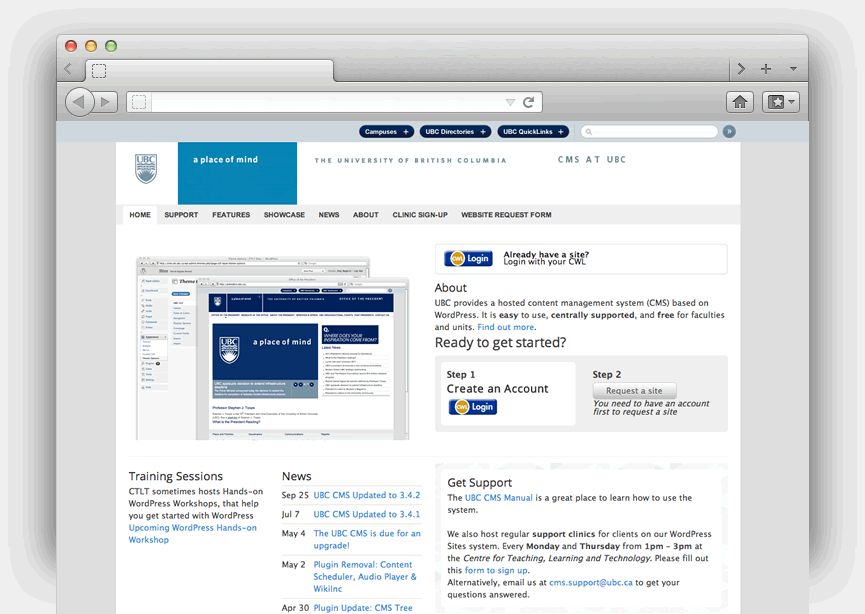 Campuses +
UBC Directories +
UBC QuickLinks +
UBC
a place of mind
THE UNIVERSITY OF BRITISH COLUMBIA
CMS AT UBC
HOME SUPPORT FEATURES SHOWCASE NEWS ABOUT CLINIC SIGN-UP WEBSITE REQUEST FORM
UBC
a place of mind
WHERE DOES YOUR
INSPIRATION COME FROM?
Professor Stephen J. Toope
What is the President Reading?
CWL Login
Already have a site?
Login with your CWL
About
UBC provides a hosted content management system (CMS) based on
WordPress. It is easy to use, centrally supported, and free for faculties
and units. Find out more.
Ready to get started?
Step 1
Create an Account
CWL Login
Step 2
Request a site
You need to have an account
first to request a site
Training Sessions
CTLT sometimes hosts Hands-on
WordPress Workshops, that help
you get started with WordPress
Upcoming WordPress Hands-on
Workshop
News
Sep 25 UBC CMS Updated to 3.4.2
Jul 7 UBC CMS Updated to 3.4.1
May 4 The UBC CMS is due for an
upgrade!
May 2 Plugin Removal: Content
Scheduler, Audio Player &
WikiInc
Apr 30 Plugin Update: CMS Tree
Get Support
The UBC CMS Manual is a great place to learn how to use the
system.
We also host regular support clinics for clients on our WordPress
Sites system. Every Monday and Thursday from 1pm - 3pm at
the Centre for Teaching, Learning and Technology. Please fill out
this form to sign up.
Alternatively, email us at cms.support@ubc.ca to get your
questions answered.